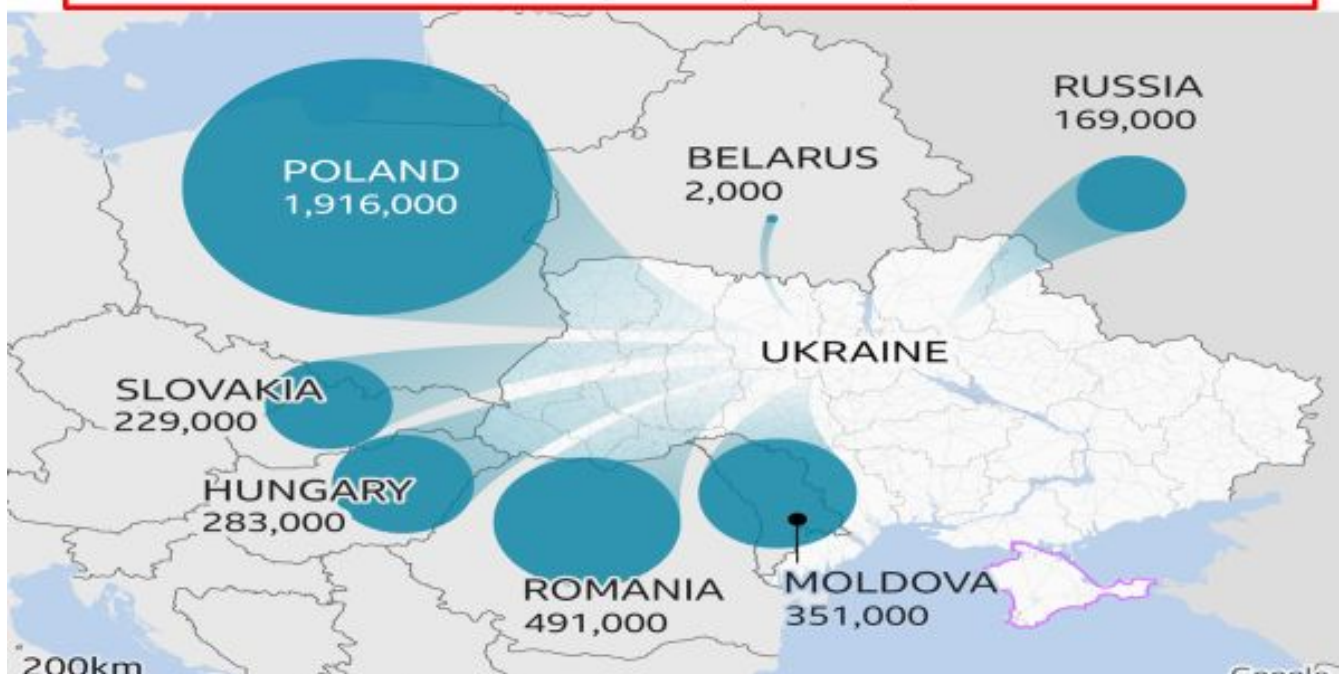 RUSSIA
169,000
BELARUS
2,000
POLAND
1,916,000
UKRAINE
SLOVAKIA
229,000
HUNGARY
283,000
ROMANIA
491,000
MOLDOVA
351,000
200km
Google